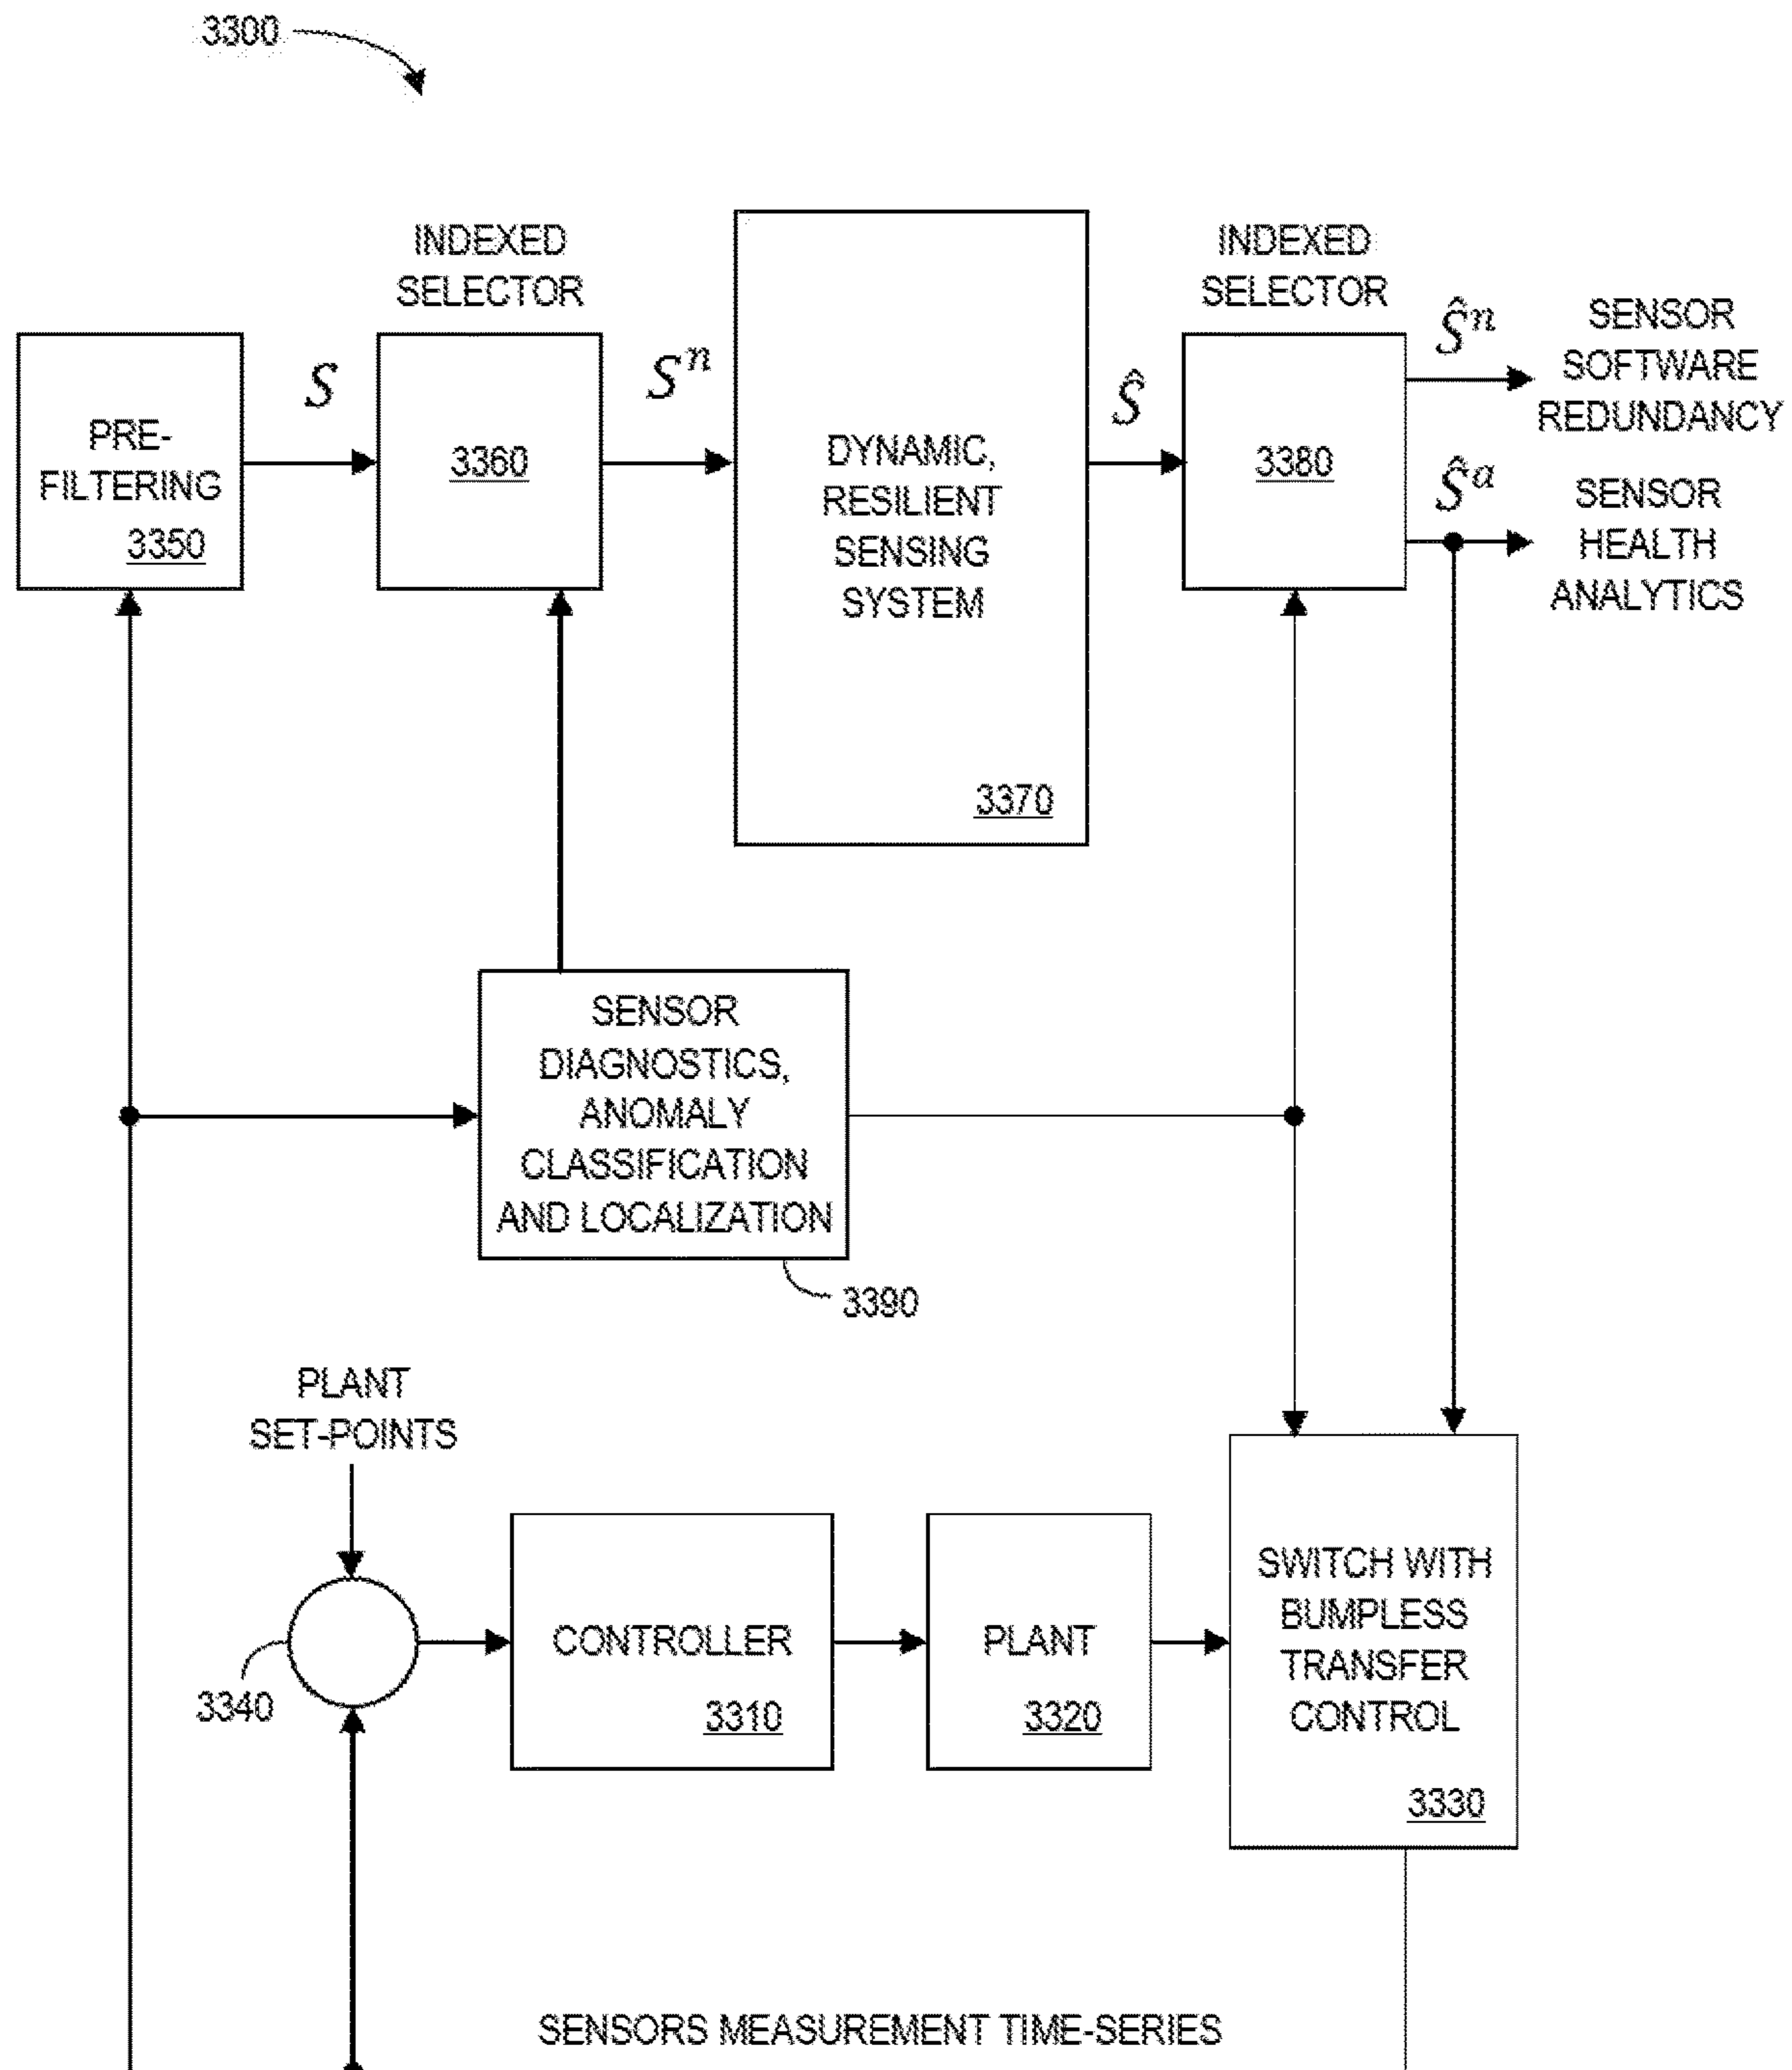 3300
INDEXED
SELECTOR
INDEXED
SELECTOR
PRE-
FILTERING
3350
S
3360
Sⁿ
DYNAMIC,
RESILIENT
SENSING
SYSTEM
3370
Ŝ
3380
Ŝⁿ
SENSOR
SOFTWARE
REDUNDANCY
Ŝᵃ
SENSOR
HEALTH
ANALYTICS
SENSOR
DIAGNOSTICS,
ANOMALY
CLASSIFICATION
AND LOCALIZATION
3390
PLANT
SET-POINTS
3340
CONTROLLER
3310
PLANT
3320
SWITCH WITH
BUMPLESS
TRANSFER
CONTROL
3330
SENSORS MEASUREMENT TIME-SERIES